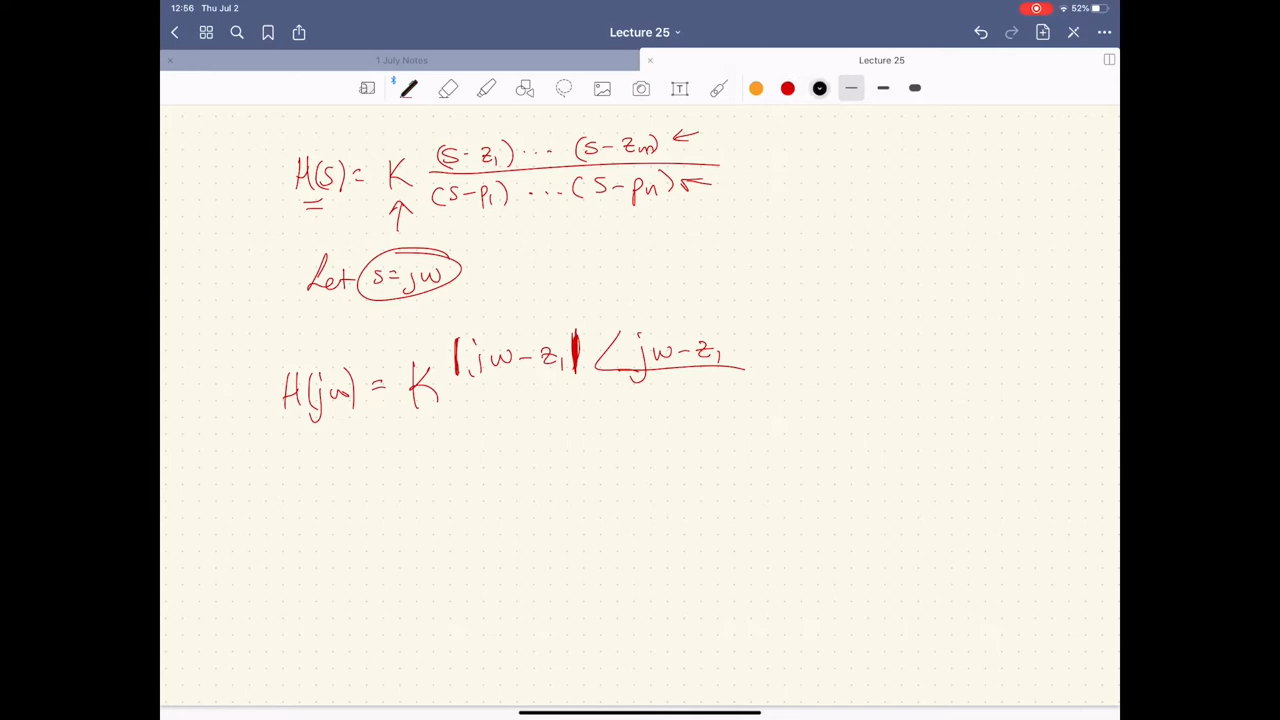 12:56 Thu Jul 2
52%
Lecture 25
1 July Notes
Lecture 25
H(s) = K (s-z₁) ... (s-zm) ←
(s-p₁) ... (s-pn) ←
↑
Let s=jw
H(jw) = K |jw-z₁| ∠jw-z₁